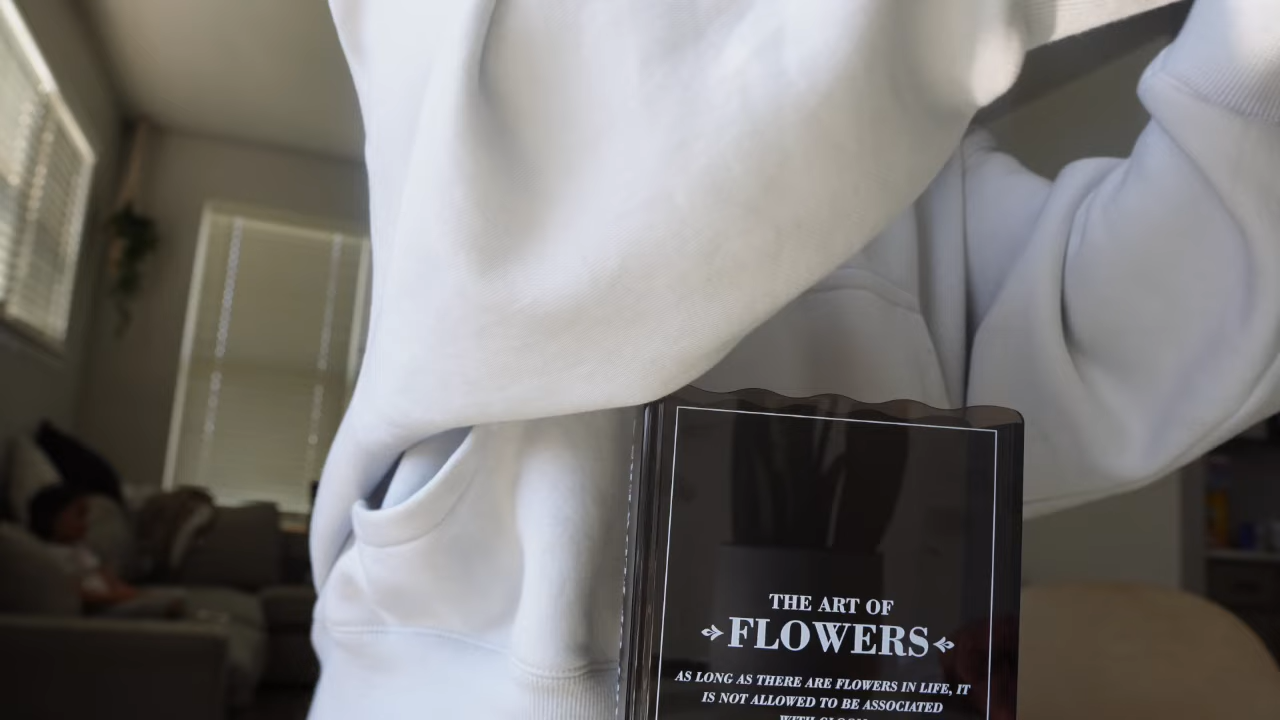 THE ART OF
FLOWERS
AS LONG AS THERE ARE FLOWERS IN LIFE, IT
IS NOT ALLOWED TO BE ASSOCIATED
WITH